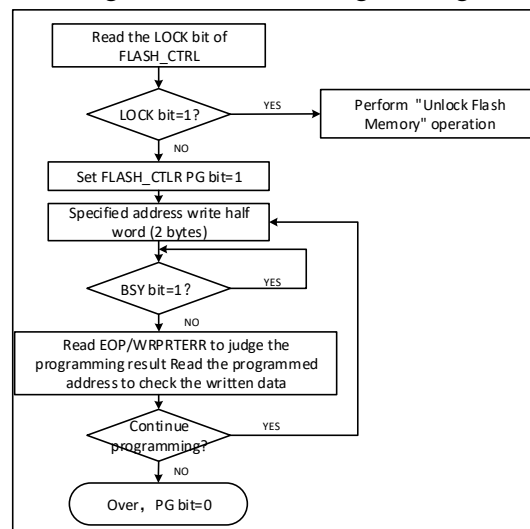 Read the LOCK bit of
FLASH_CTRL
LOCK bit=1?
YES
Perform "Unlock Flash
Memory" operation
NO
Set FLASH_CTLR PG bit=1
Specified address write half
word (2 bytes)
BSY bit=1?
YES
NO
Read EOP/WRPRTERR to judge the
programming result Read the programmed
address to check the written data
Continue
programming?
YES
NO
Over, PG bit=0